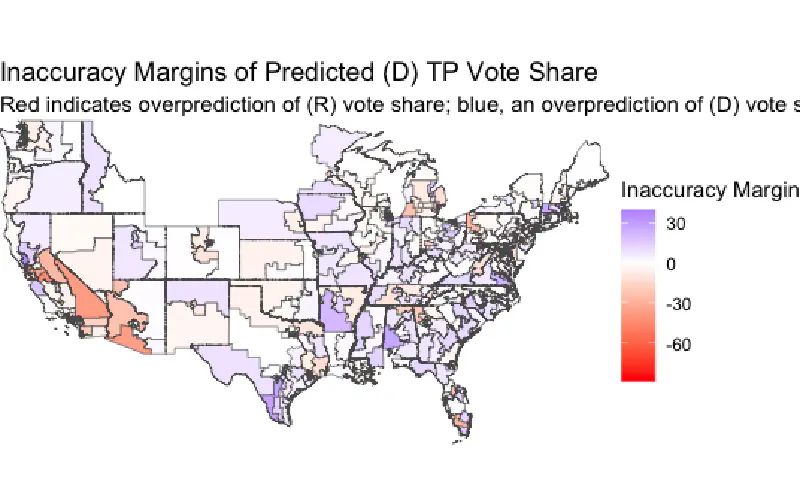 Inaccuracy Margins of Predicted (D) TP Vote Share
Red indicates overprediction of (R) vote share; blue, an overprediction of (D) vote s
Inaccuracy Margin
30
0
-30
-60